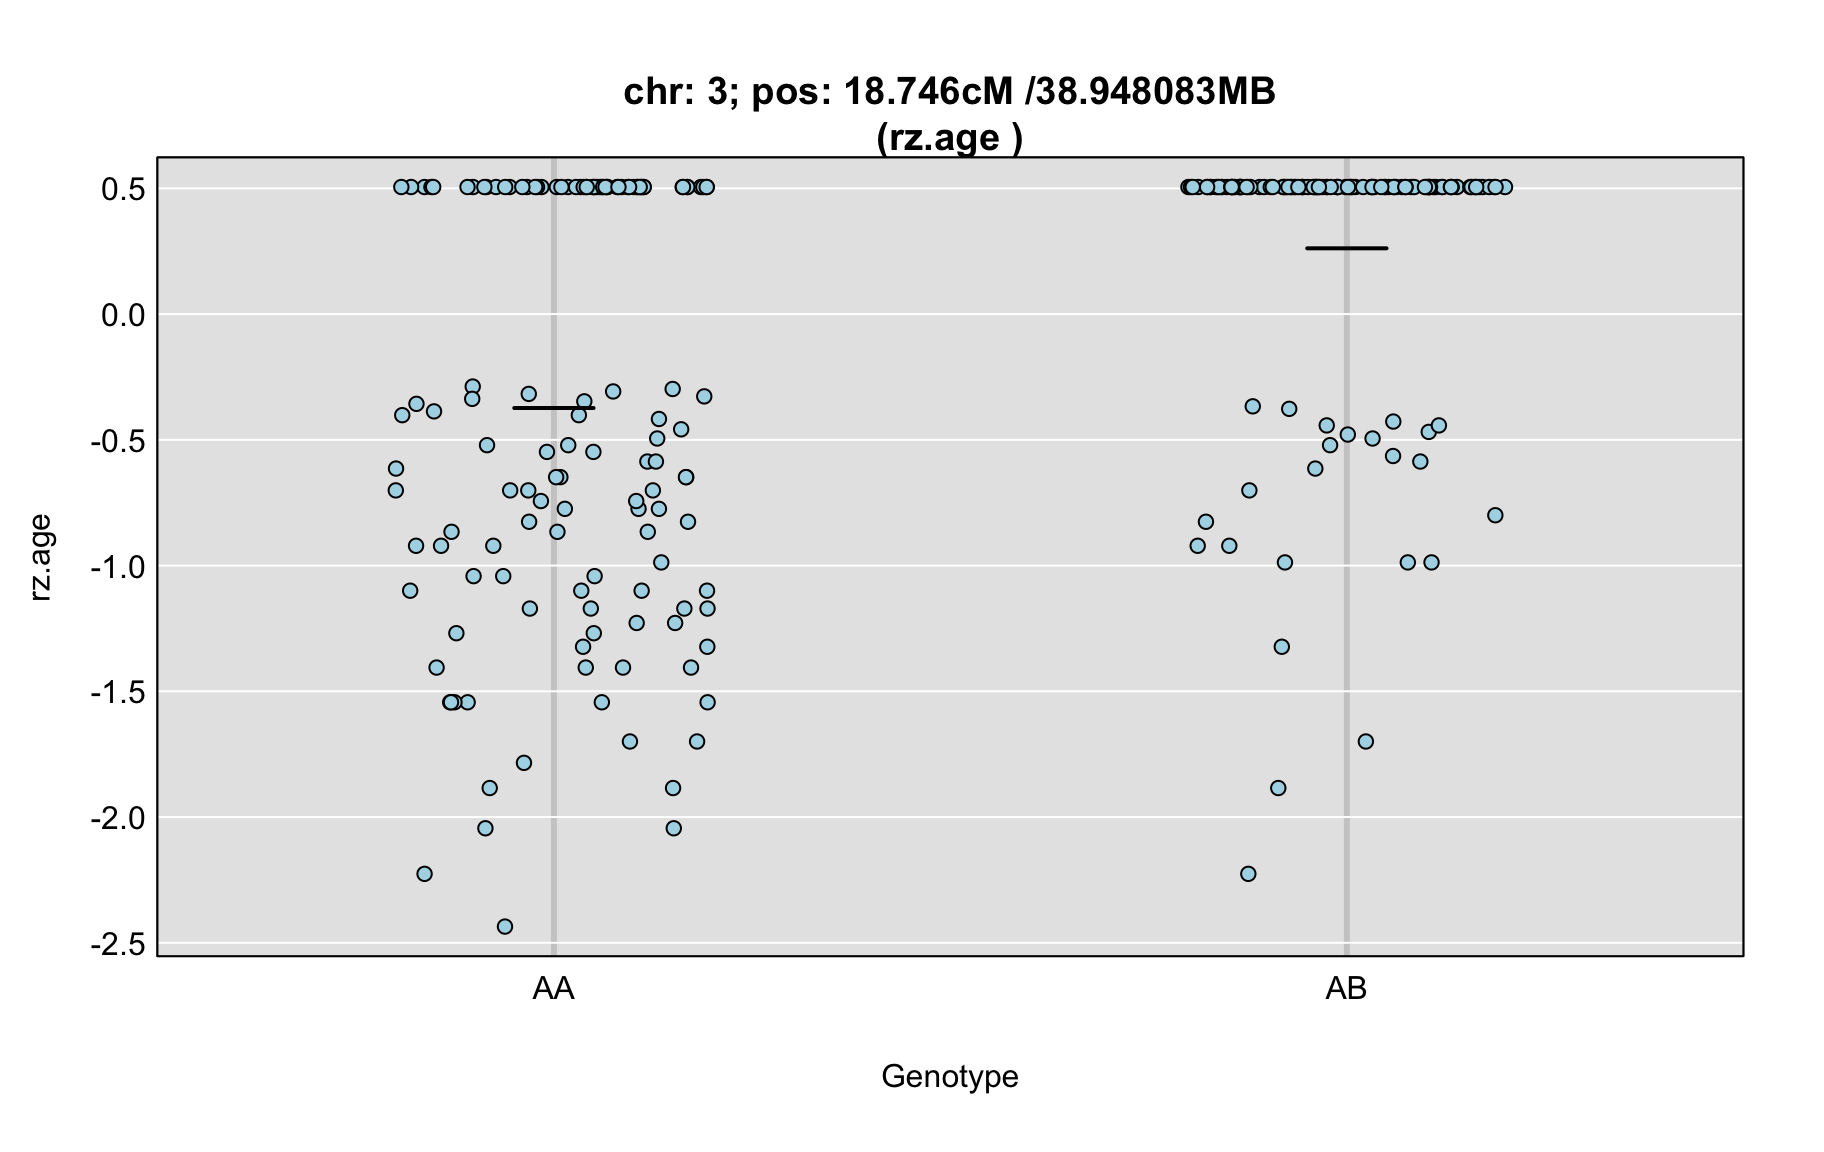 chr: 3; pos: 18.746cM /38.948083MB
(rz.age )
0.5
0.0
-0.5
-1.0
-1.5
-2.0
-2.5
rz.age
AA
AB
Genotype